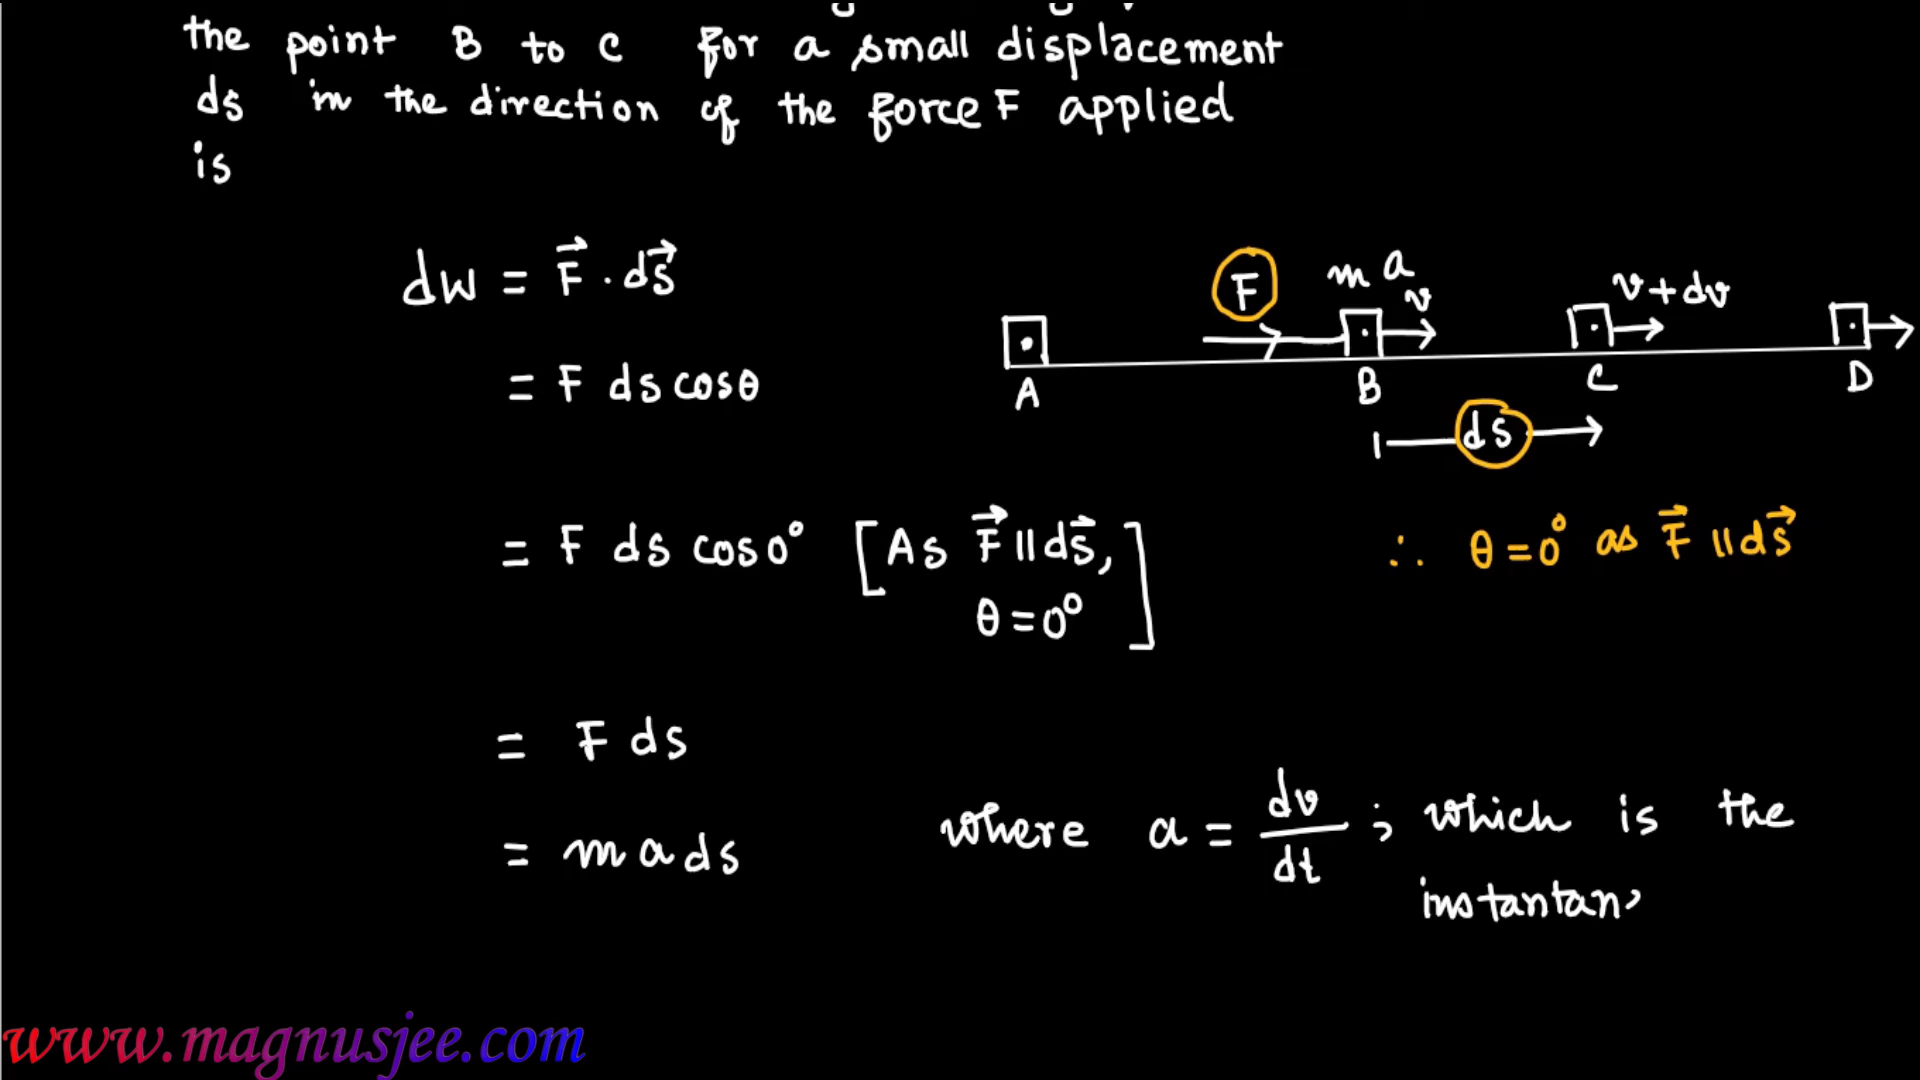 the point B to C for a small displacement
ds in the direction of the force F applied
is
dw = F⃗ · ds⃗
= F ds cosθ
= F ds cos0° [As F⃗ || ds⃗,
θ = 0°]
= F ds
= m a ds
F
m a
v
v + dv
A
B
C
D
ds
∴ θ = 0° as F⃗ || ds⃗
where a = dv/dt ; which is the
instantan
www.magnusjee.com